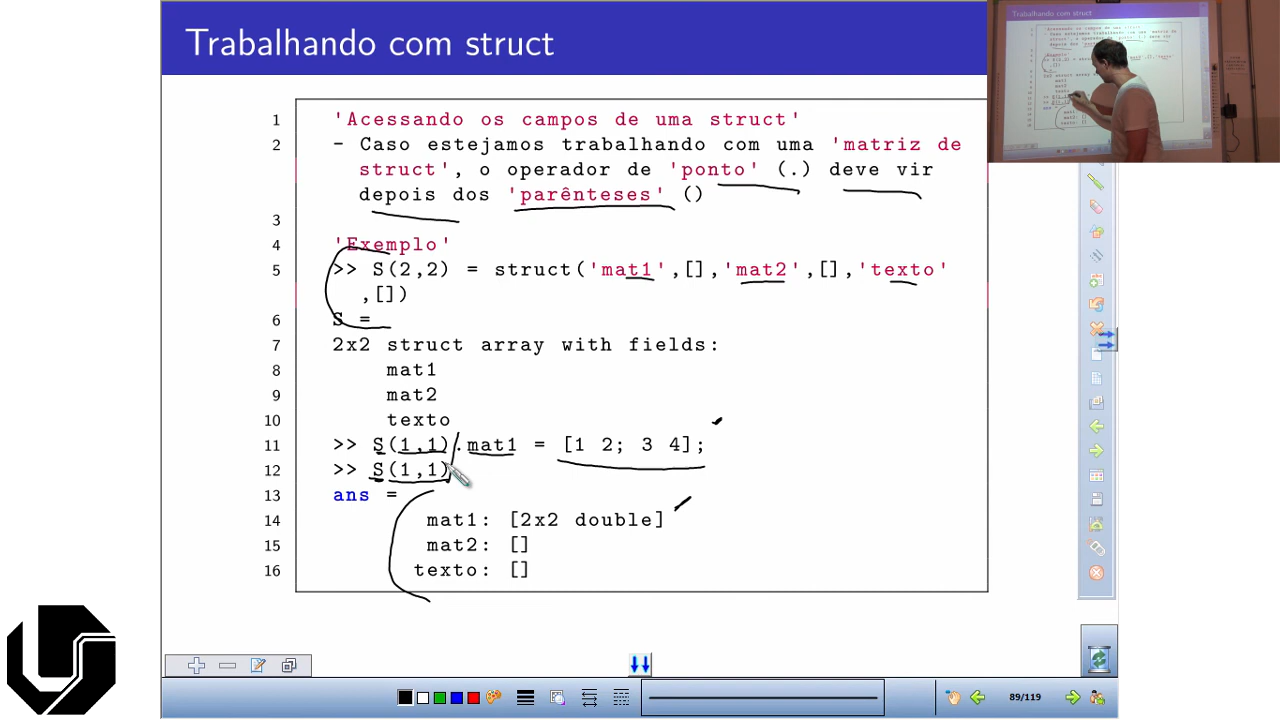 Trabalhando com struct
Trabalhando com struct
1 'Acessando os campos de uma struct'
2 - Caso estejamos trabalhando com uma 'matriz de
struct', o operador de 'ponto' (.) deve vir
depois dos 'parênteses' ()
3
4 'Exemplo'
5 >> S(2,2) = struct('mat1',[],'mat2',[],'texto'
,[])
6 S =
7 2x2 struct array with fields:
8 mat1
9 mat2
10 texto
11 >> S(1,1).mat1 = [1 2; 3 4];
12 >> S(1,1)
13 ans =
14 mat1: [2x2 double]
15 mat2: []
16 texto: []
89/119